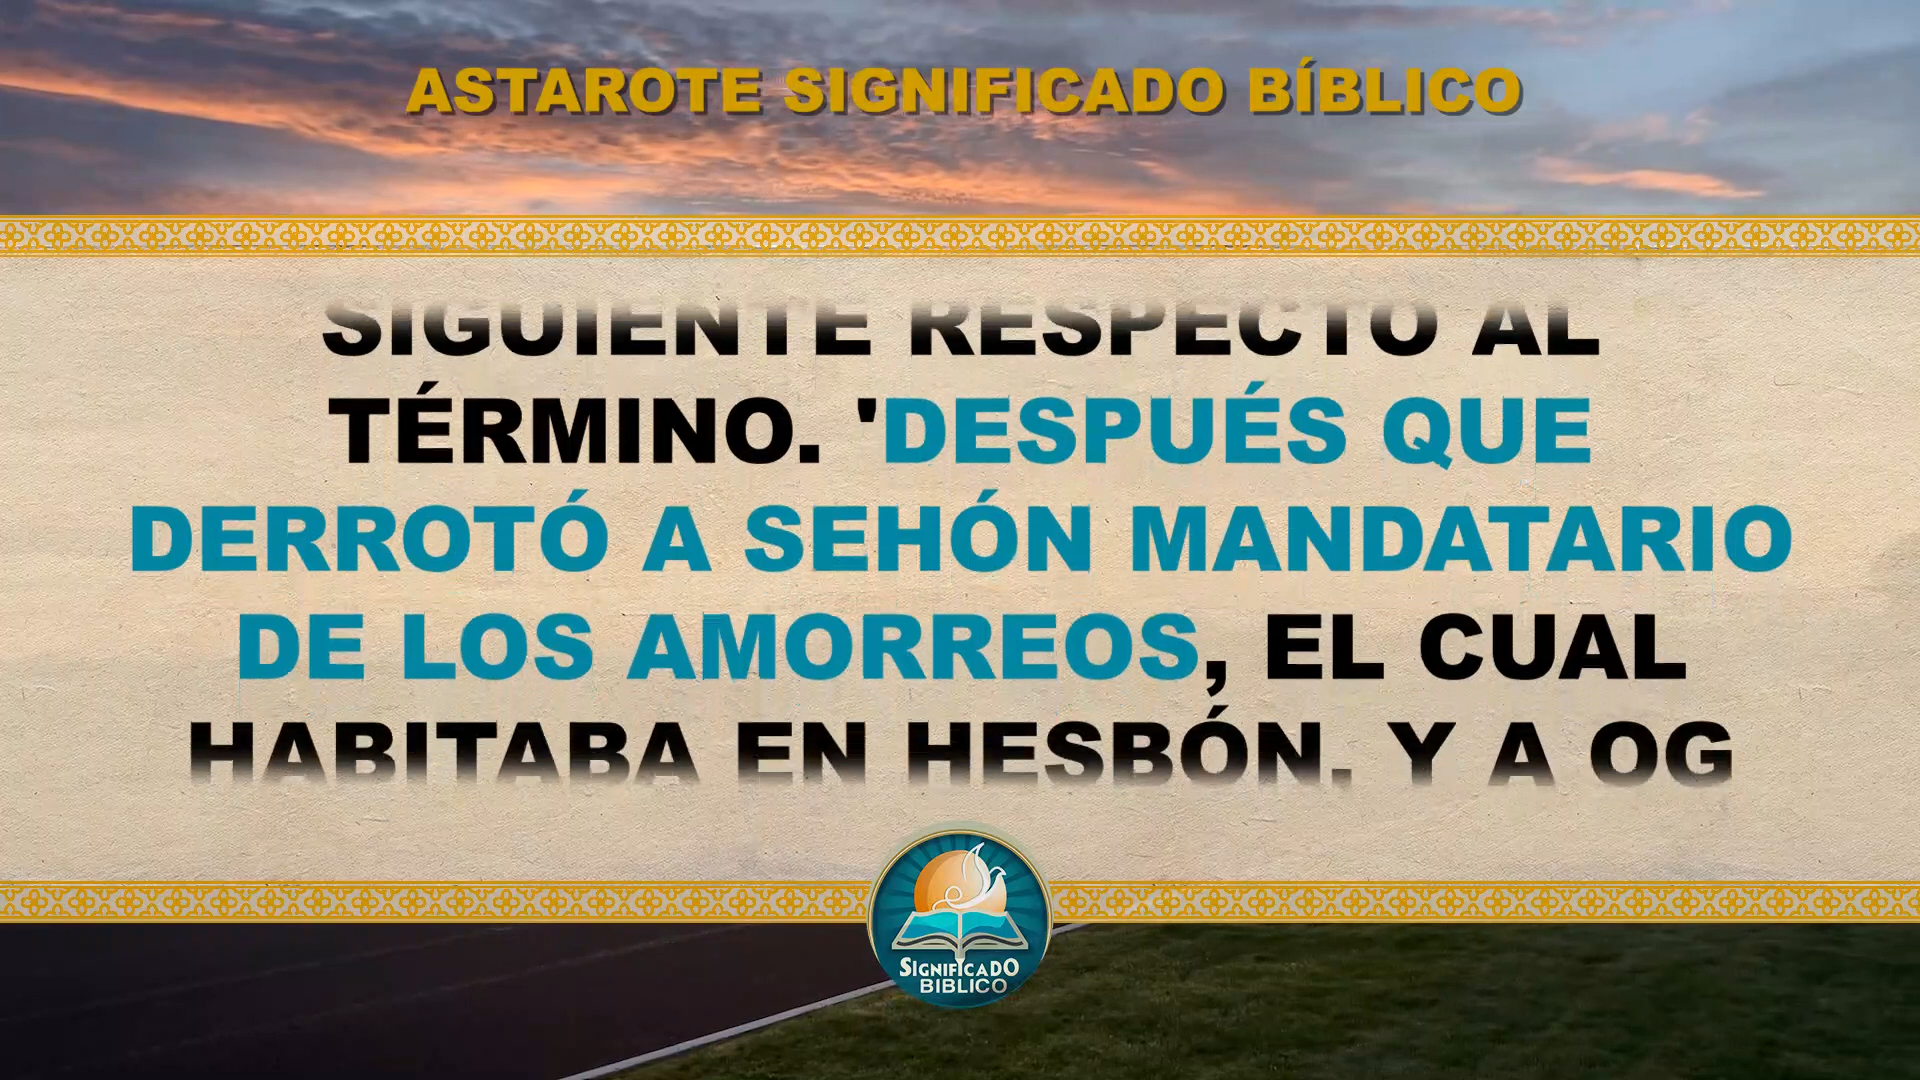 ASTAROTE SIGNIFICADO BÍBLICO
SIGUIENTE RESPECTO AL
TÉRMINO. 'DESPUÉS QUE
DERROTÓ A SEHÓN MANDATARIO
DE LOS AMORREOS, EL CUAL
HABITABA EN HESBÓN, Y A OG
SIGNIFICADO
BIBLICO